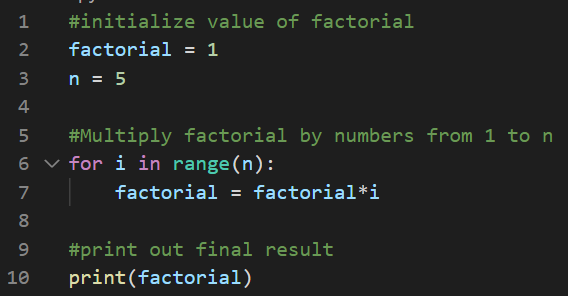 1 #initialize value of factorial
2 factorial = 1
3 n = 5
4
5 #Multiply factorial by numbers from 1 to n
6 for i in range(n):
7     factorial = factorial*i
8
9 #print out final result
10 print(factorial)